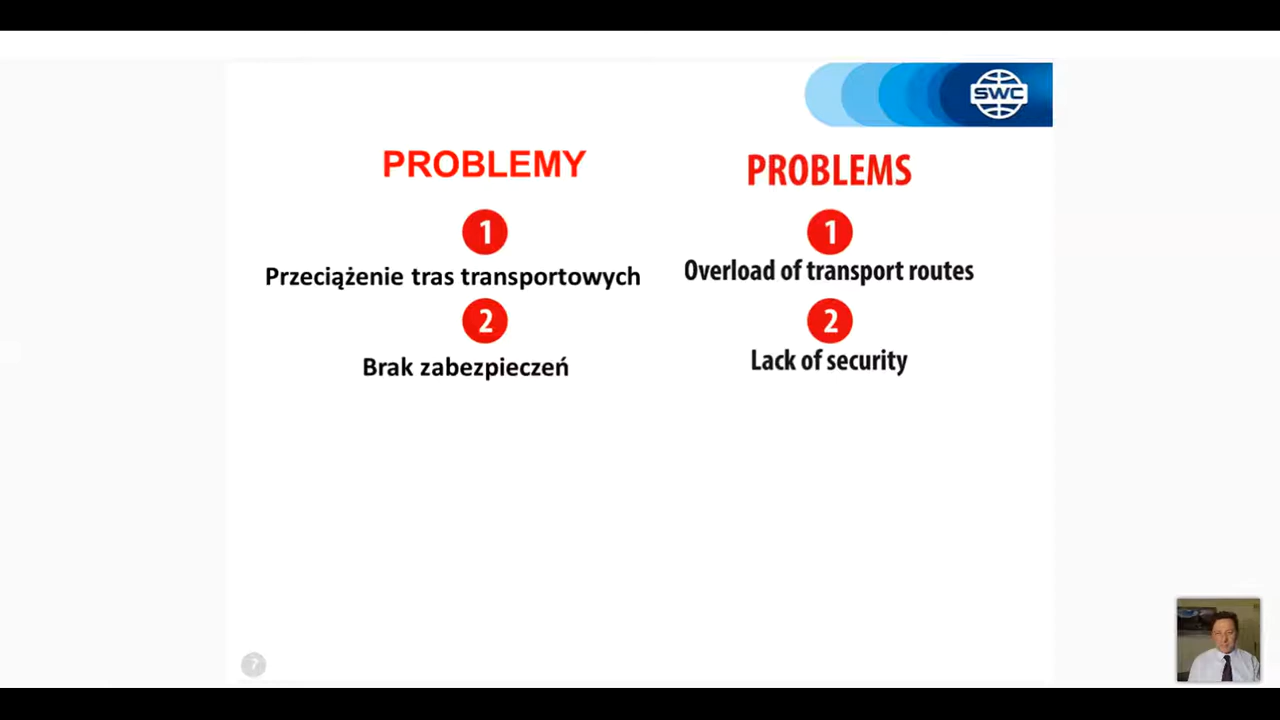 SWC
PROBLEMY
1
Przeciążenie tras transportowych
2
Brak zabezpieczeń
PROBLEMS
1
Overload of transport routes
2
Lack of security
7